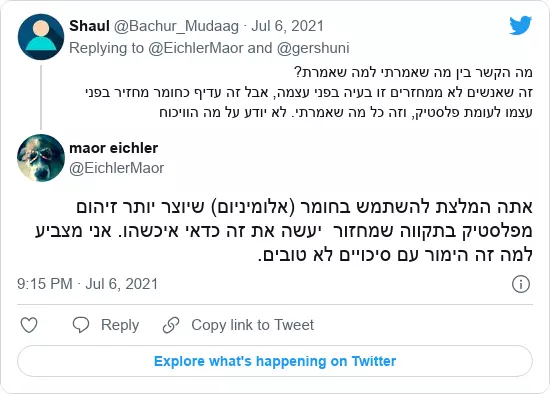 Shaul @Bachur_Mudaag · Jul 6, 2021
Replying to @EichlerMaor and @gershuni
מה הקשר בין מה שאמרתי למה שאמרת?
זה שאנשים לא ממחזרים זו בעיה בפני עצמה, אבל זה עדיף כחומר מחזיר בפני
עצמו לעומת פלסטיק, וזה כל מה שאמרתי. לא יודע על מה הוויכוח
maor eichler
@EichlerMaor
אתה המלצת להשתמש בחומר (אלומיניום) שיוצר יותר זיהום
מפלסטיק בתקווה שמחזור יעשה את זה כדאי איכשהו. אני מצביע
למה זה הימור עם סיכויים לא טובים.
9:15 PM · Jul 6, 2021
Reply
Copy link to Tweet
Explore what's happening on Twitter